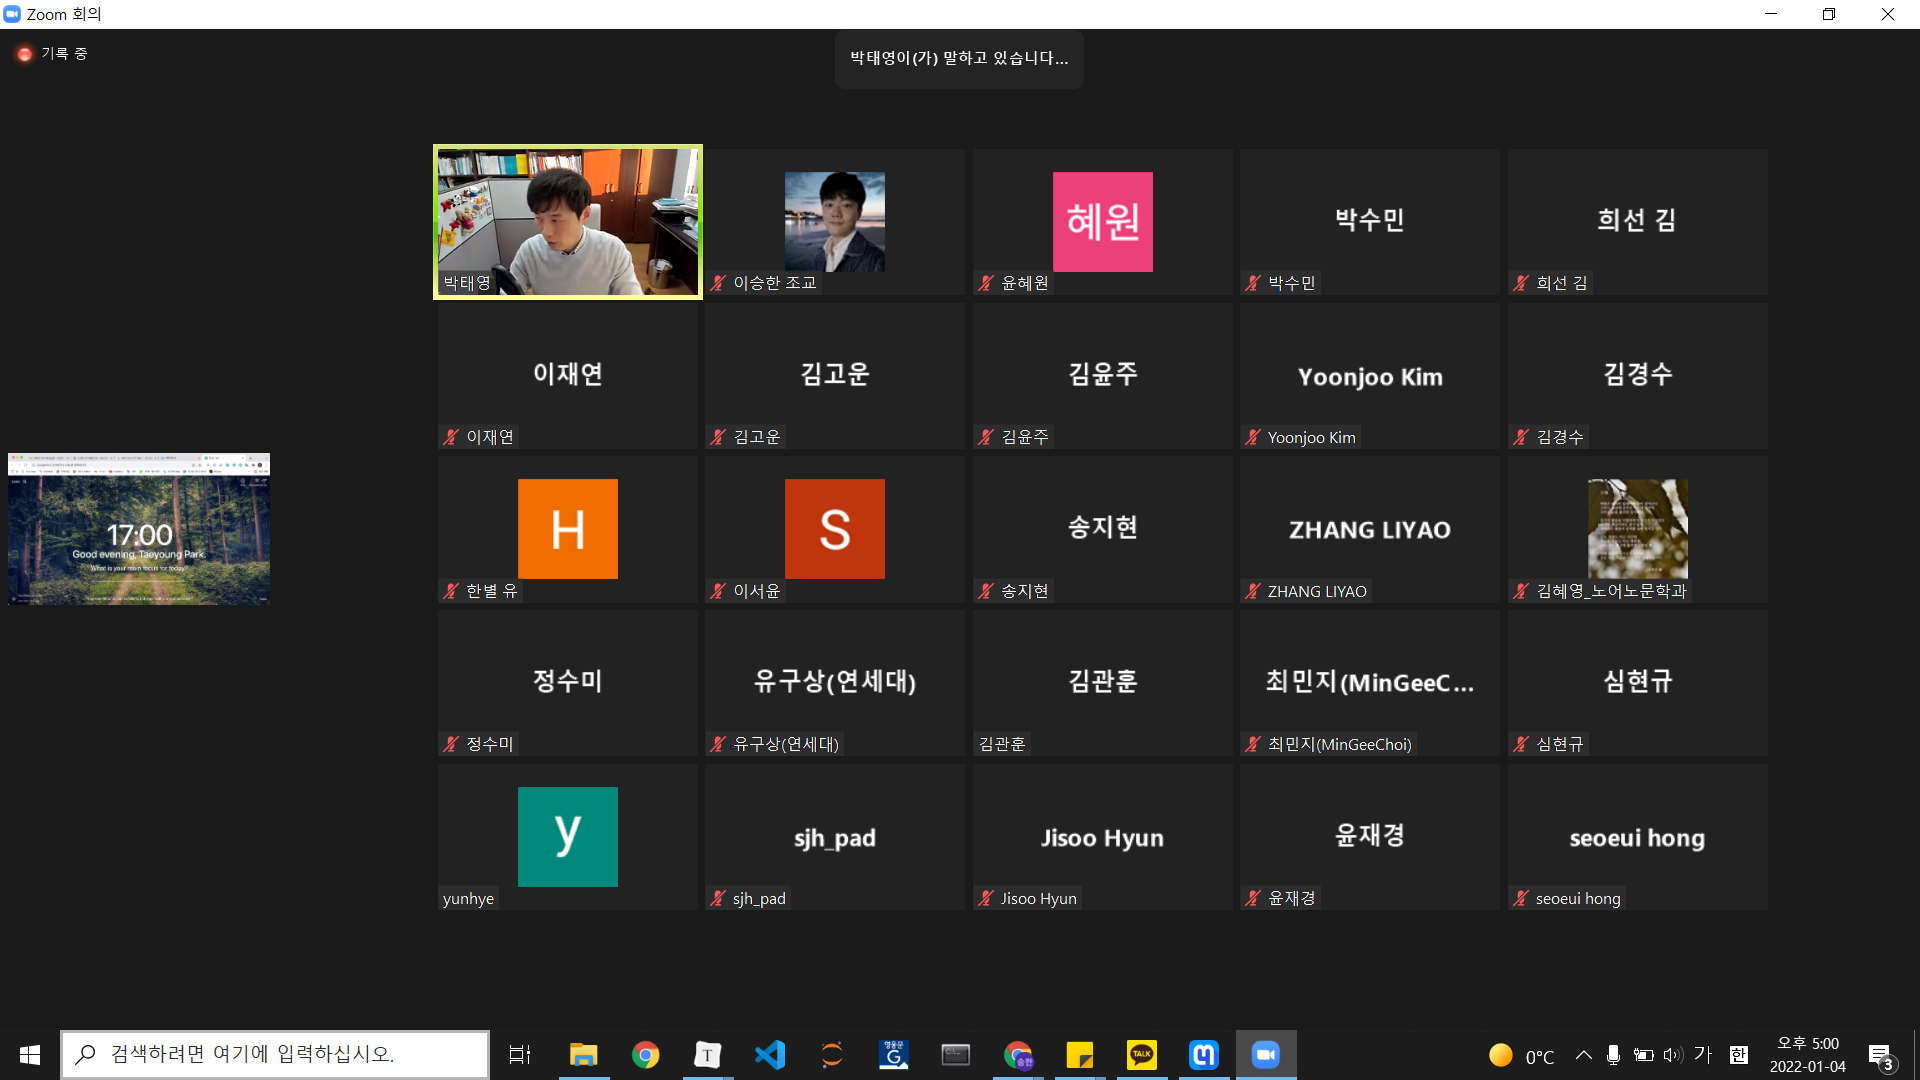 Zoom 회의
기록 중
박태영이(가) 말하고 있습니다...
박태영
이승한 조교
혜원
윤혜원
박수민
박수민
희선 김
희선 김
이재연
이재연
김고운
김고운
김윤주
김윤주
Yoonjoo Kim
Yoonjoo Kim
김경수
김경수
17:00
Good evening, Taeyoung Park.
What is your main focus for today?
H
한별 유
S
이서윤
송지현
송지현
ZHANG LIYAO
ZHANG LIYAO
김혜영_노어노문학과
정수미
정수미
유구상(연세대)
유구상(연세대)
김관훈
김관훈
최민지(MinGeeC...
최민지(MinGeeChoi)
심현규
심현규
y
yunhye
sjh_pad
sjh_pad
Jisoo Hyun
Jisoo Hyun
윤재경
윤재경
seoeui hong
seoeui hong
검색하려면 여기에 입력하십시오.
T
영웅문
G
승한
TALK
0°C
가
한
오후 5:00
2022-01-04
3